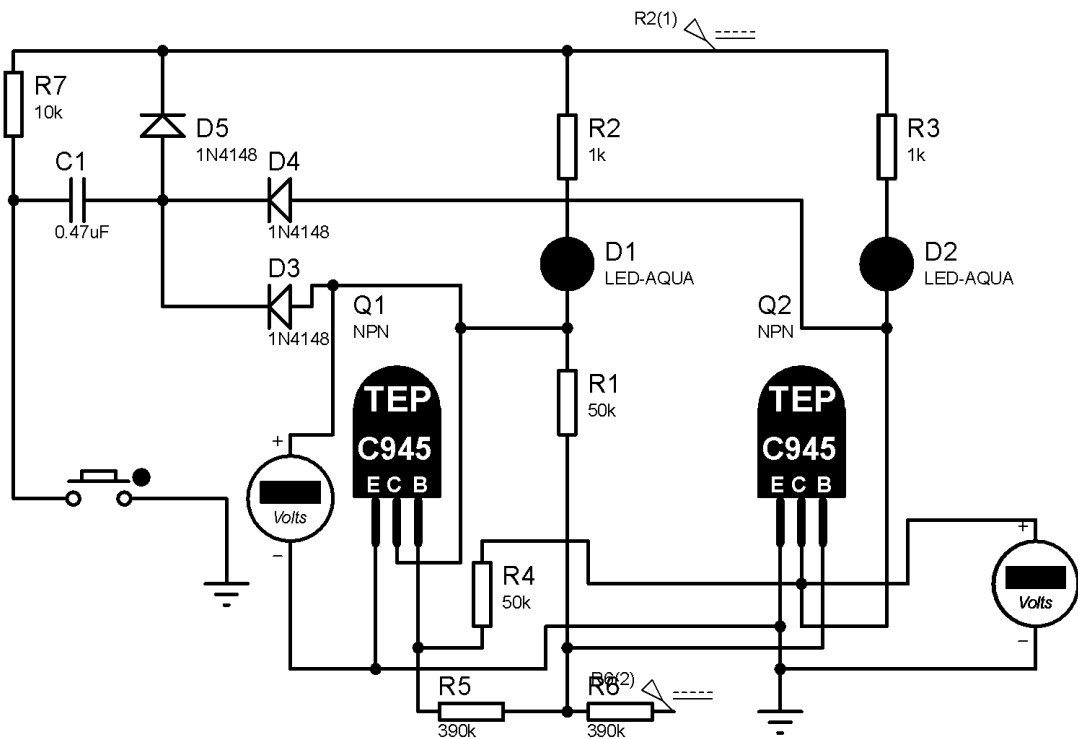 R2(1)
R7
10k
D5
1N4148
C1
0.47uF
D4
1N4148
D3
1N4148
R2
1k
R3
1k
D1
LED-AQUA
D2
LED-AQUA
Q1
NPN
Q2
NPN
R1
50k
TEP
C945
E C B
TEP
C945
E C B
+
Volts
−
+
Volts
−
R4
50k
R5
390k
R6
390k
R6(2)